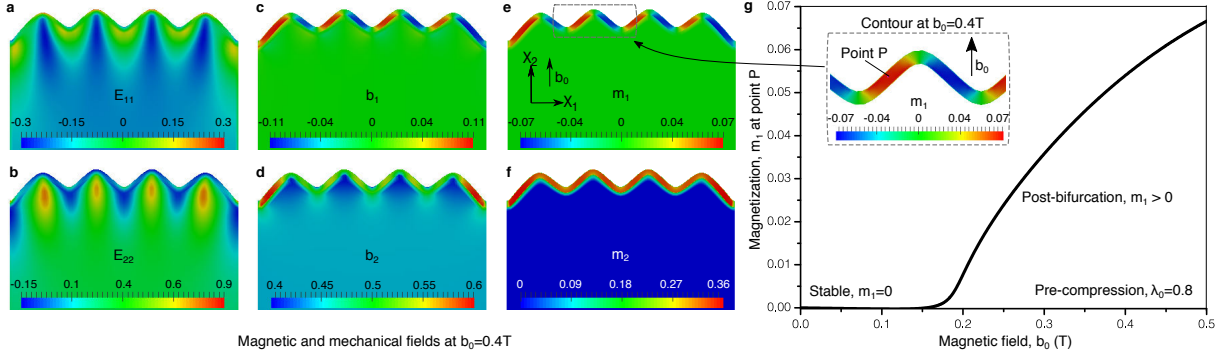 a
E11
-0.3 -0.15 0 0.15 0.3
b
E22
-0.15 0.1 0.4 0.6 0.9
c
b1
-0.11 -0.04 0 0.04 0.11
d
b2
0.4 0.45 0.50 0.55 0.6
e
X2
b0
X1
m1
-0.07 -0.04 0 0.04 0.07
f
m2
0 0.09 0.18 0.27 0.36
Magnetic and mechanical fields at b0=0.4T
g
Magnetization, m1 at point P
0.07
0.06
0.05
0.04
0.03
0.02
0.01
0.00
Contour at b0=0.4T
Point P
b0
m1
-0.07 -0.04 0 0.04 0.07
Post-bifurcation, m1 > 0
Stable, m1=0
Pre-compression, λ0=0.8
0.0 0.1 0.2 0.3 0.4 0.5
Magnetic field, b0 (T)